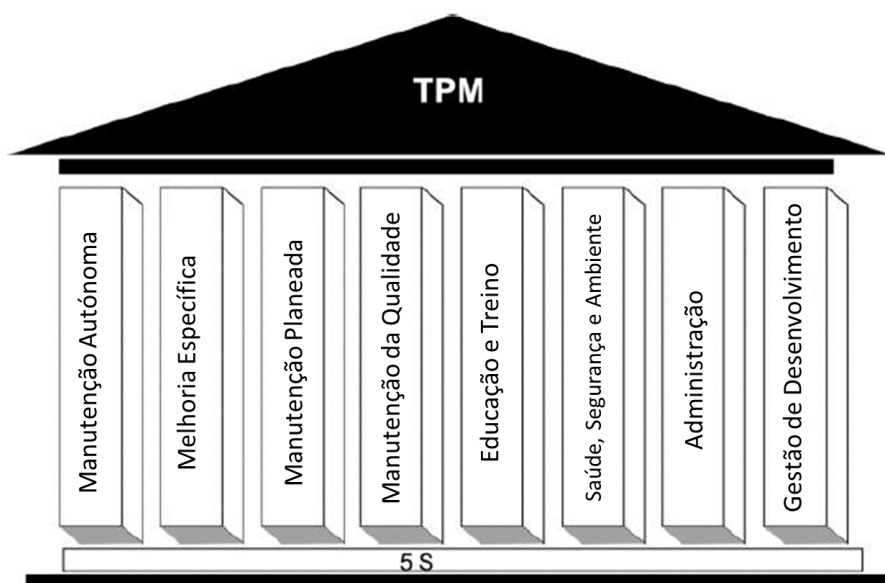 TPM
Manutenção Autónoma
Melhoria Específica
Manutenção Planeada
Manutenção da Qualidade
Educação e Treino
Saúde, Segurança e Ambiente
Administração
Gestão de Desenvolvimento
5 S